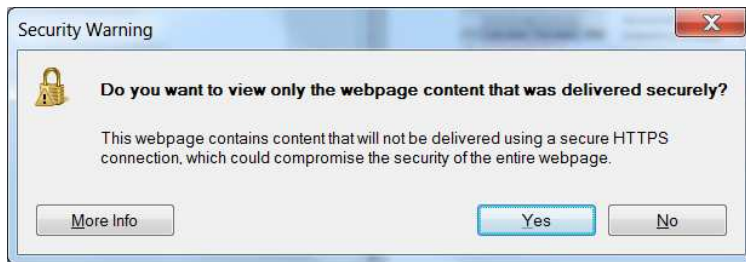 Security Warning
Do you want to view only the webpage content that was delivered securely?
This webpage contains content that will not be delivered using a secure HTTPS
connection, which could compromise the security of the entire webpage.
More Info Yes No